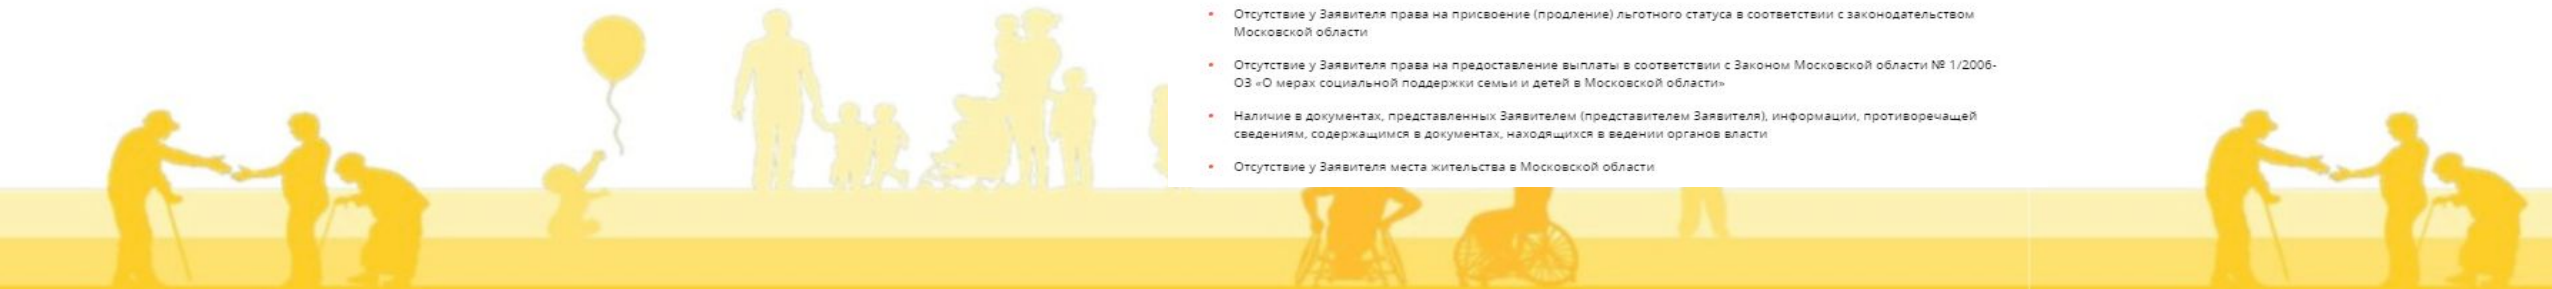 • Отсутствие у Заявителя права на присвоение (продление) льготного статуса в соответствии с законодательством
Московской области
• Отсутствие у Заявителя права на предоставление выплаты в соответствии с Законом Московской области № 1/2006-
ОЗ «О мерах социальной поддержки семьи и детей в Московской области»
• Наличие в документах, представленных Заявителем (представителем Заявителя), информации, противоречащей
сведениям, содержащимся в документах, находящихся в ведении органов власти
• Отсутствие у Заявителя места жительства в Московской области